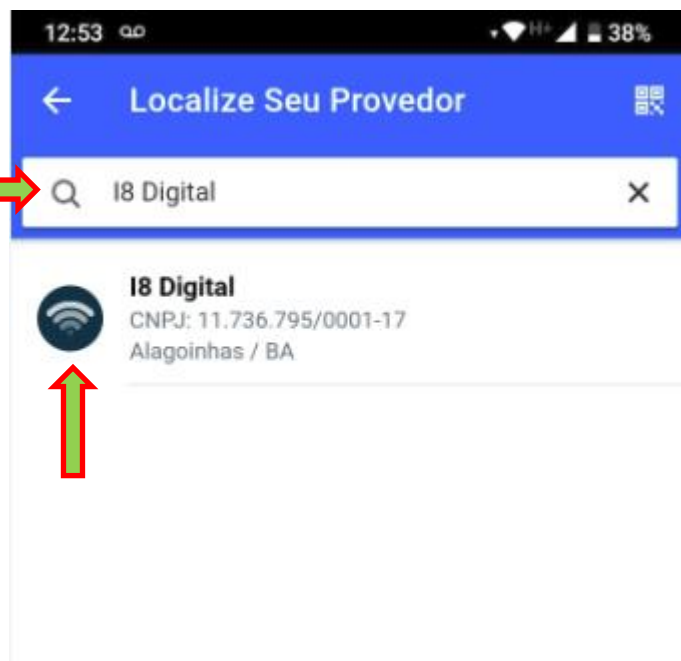 12:53 H+ 38%
Localize Seu Provedor
I8 Digital
I8 Digital
CNPJ: 11.736.795/0001-17
Alagoinhas / BA